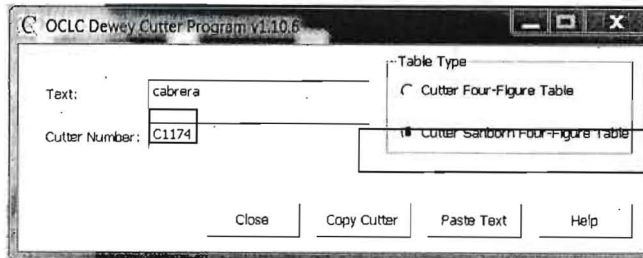 OCLC Dewey Cutter Program v1.10.6
Table Type
Text: cabrera
Cutter Four-Figure Table
Cutter Number: C1174
Cutter Sanborn Four-Figure Table
Close Copy Cutter Paste Text Help